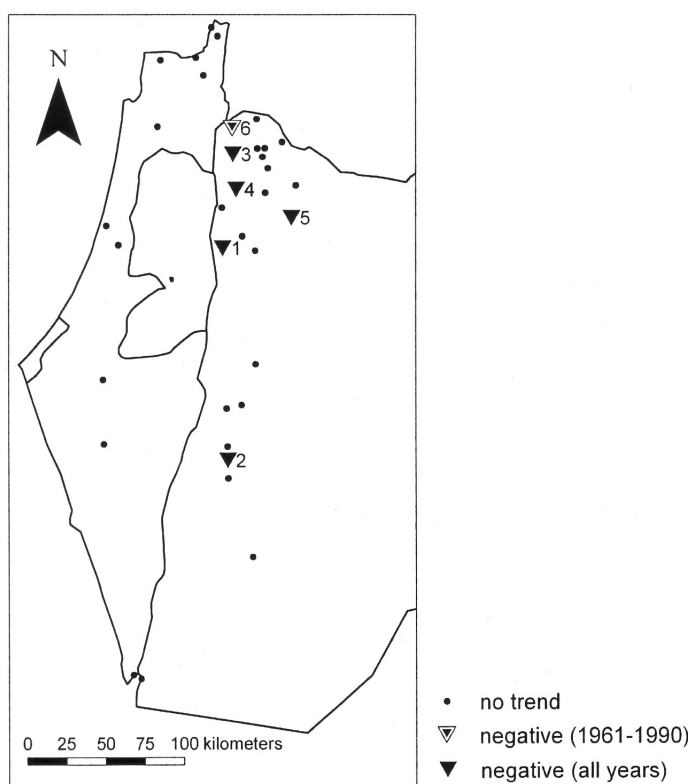 N
6
3
4
5
1
2
0 25 50 75 100 kilometers
no trend
negative (1961-1990)
negative (all years)